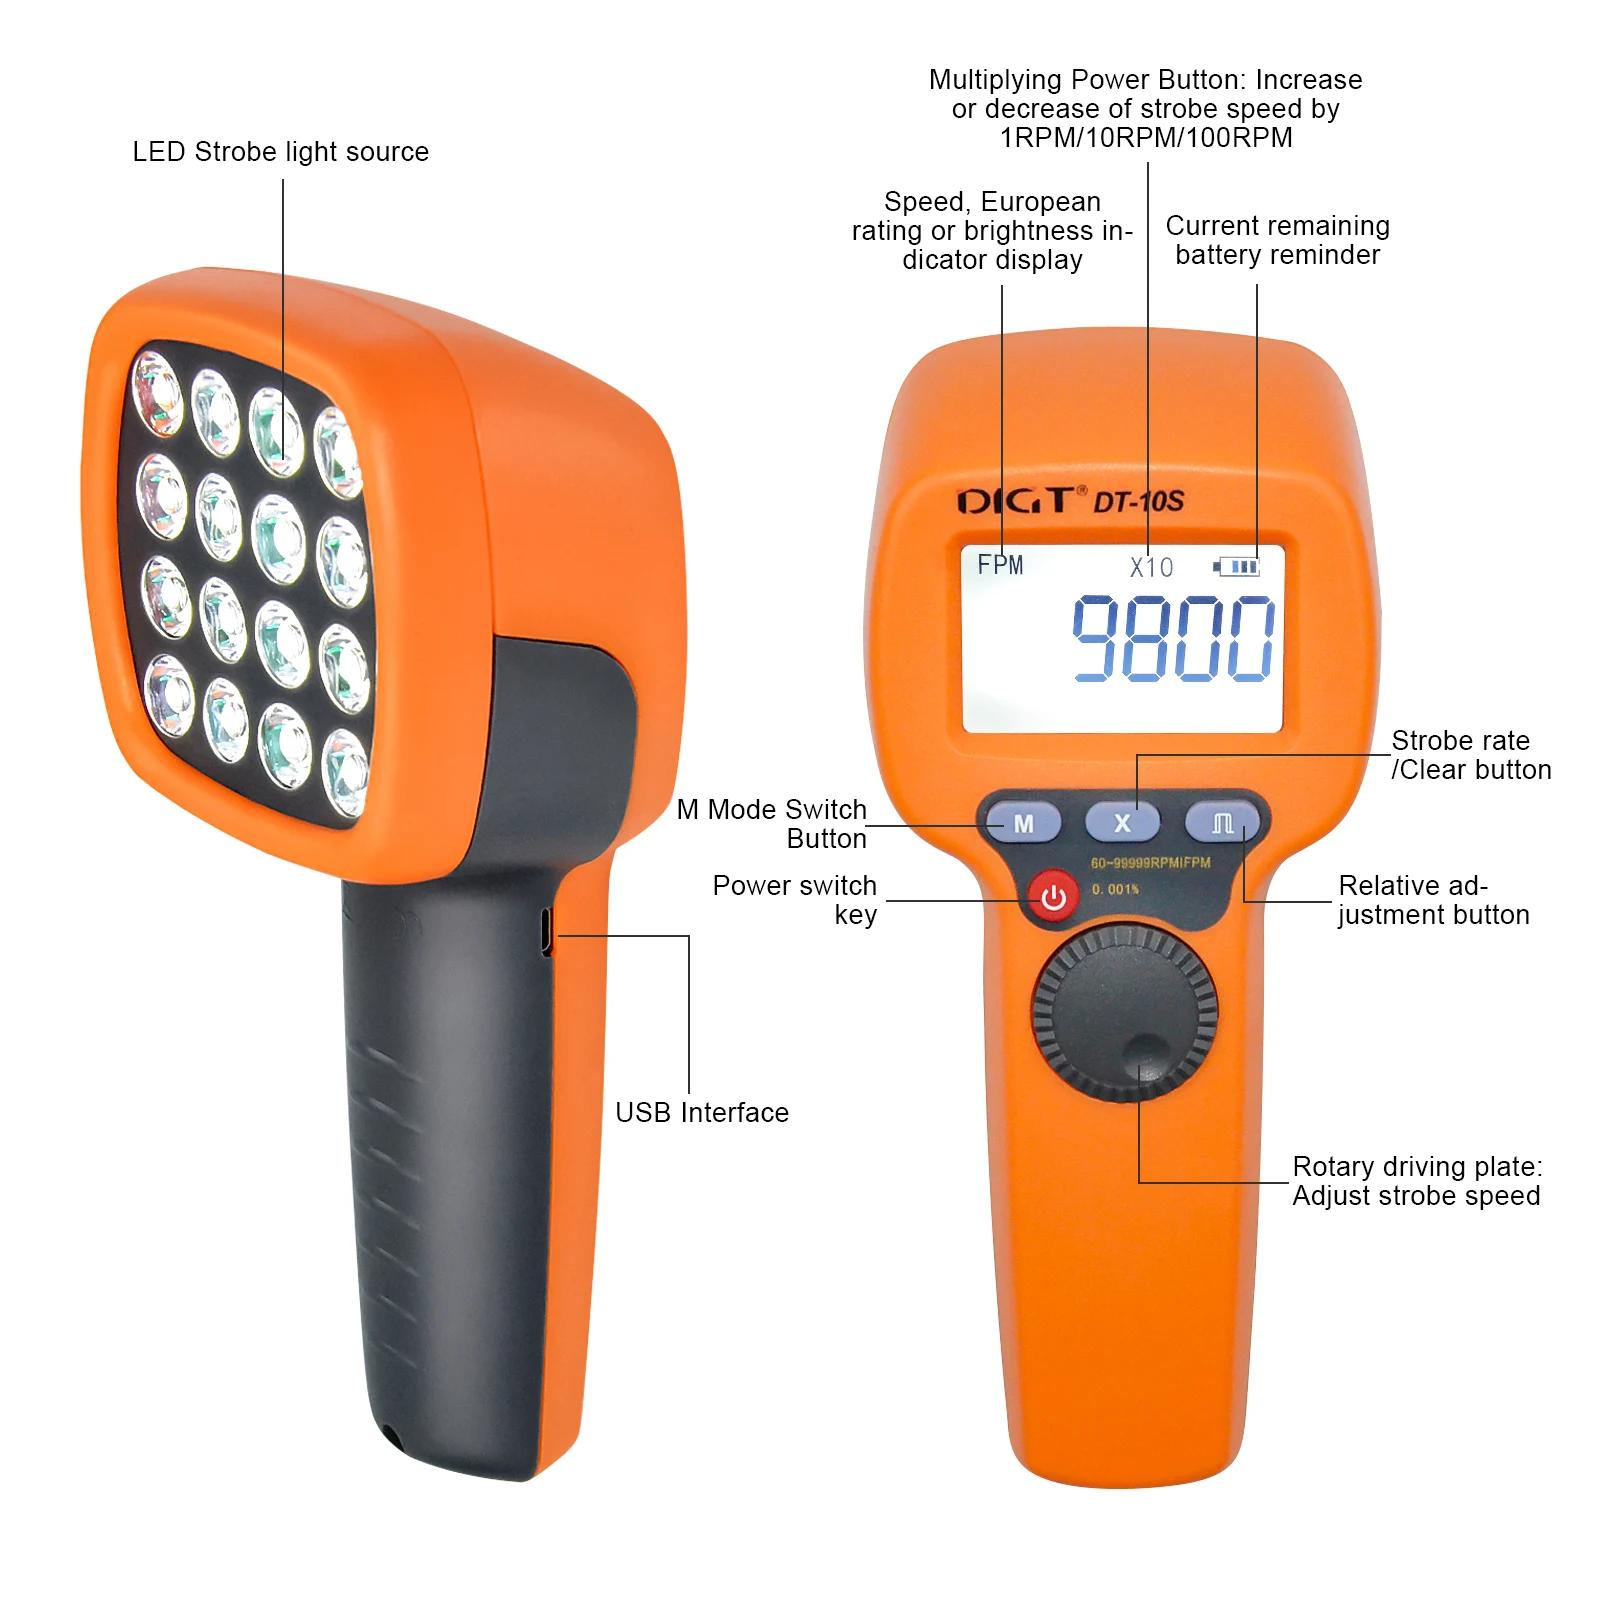 Multiplying Power Button: Increase
or decrease of strobe speed by
1RPM/10RPM/100RPM
LED Strobe light source
Speed, European
rating or brightness in-
dicator display
Current remaining
battery reminder
DIGT® DT-10S
FPM X10
9800
Strobe rate
/Clear button
M Mode Switch
Button
M X
60~99999RPM|FPM
0.001%
Power switch
key
Relative ad-
justment button
USB Interface
Rotary driving plate:
Adjust strobe speed